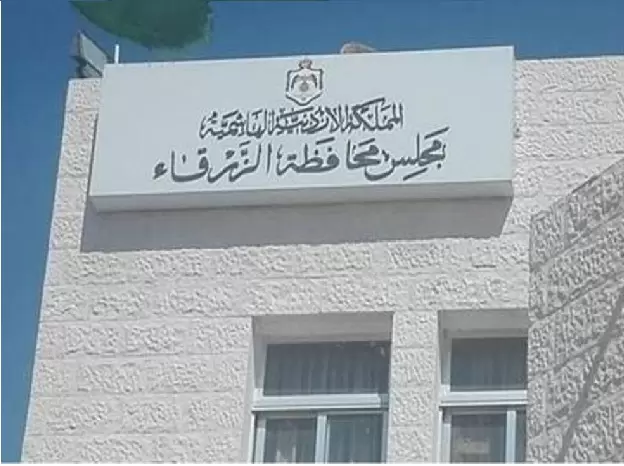 المملكة الأردنية الهاشمية
مجلس محافظة الزرقاء